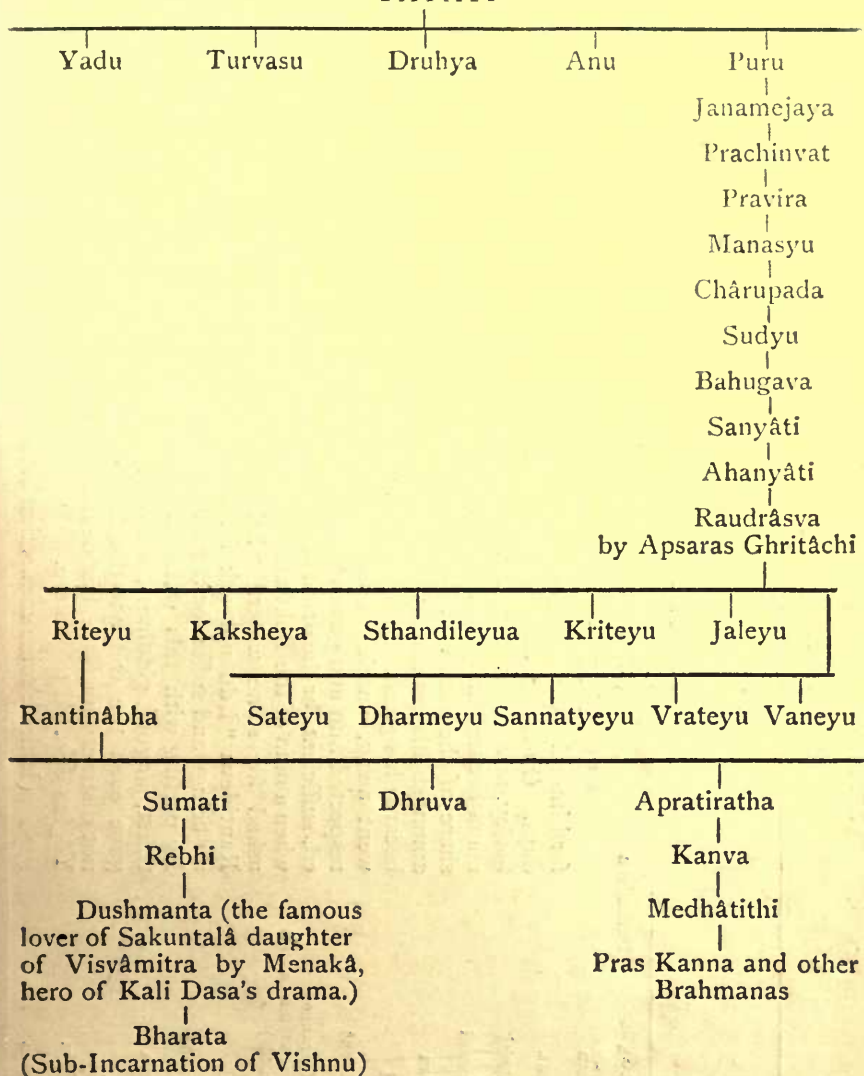 Yadu Turvasu Druhya Anu Puru
Janamejaya
Prachinvat
Pravira
Manasyu
Chârupada
Sudyu
Bahugava
Sanyâti
Ahanyâti
Raudrâsva
by Apsaras Ghritâchi
Riteyu Kaksheya Sthandileyua Kriteyu Jaleyu
Rantinâbha Sateyu Dharmeyu Sannatyeyu Vrateyu Vaneyu
Sumati Dhruva Apratiratha
Rebhi Kanva
Dushmanta (the famous Medhâtithi
lover of Sakuntalâ daughter
of Visvâmitra by Menakâ, Pras Kanna and other
hero of Kali Dasa's drama.) Brahmanas
Bharata
(Sub-Incarnation of Vishnu)